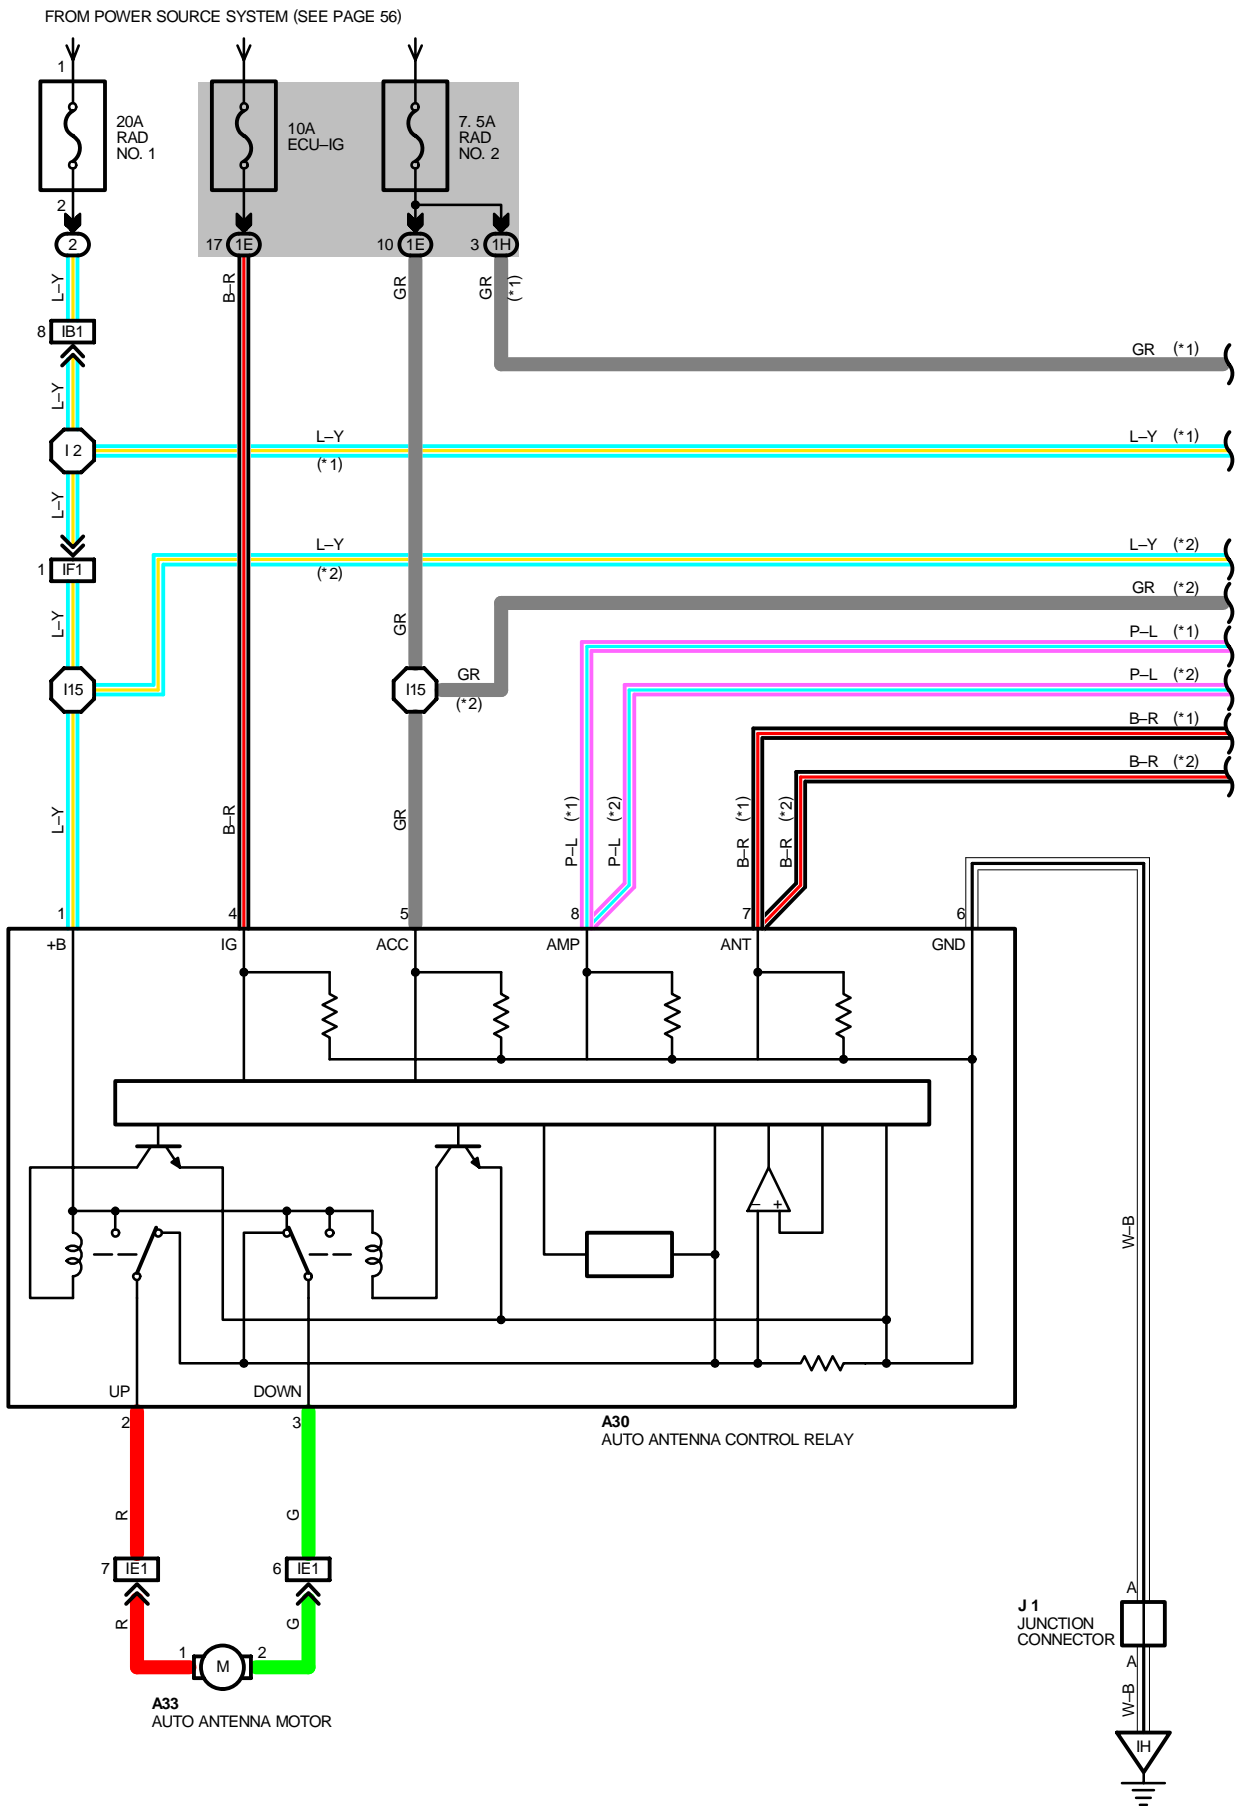 FROM POWER SOURCE SYSTEM (SEE PAGE 56)
1
20A
RAD
NO. 1
10A
ECU–IG
7. 5A
RAD
NO. 2
2
2
17 1E
10 1E
3 1H
L–Y
B–R
GR
GR
(*1)
8 IB1
GR (*1)
L–Y
I 2
L–Y
(*1)
L–Y (*1)
L–Y
L–Y
(*2)
L–Y (*2)
1 IF1
GR (*2)
L–Y
GR
P–L (*1)
I15
I15
GR
(*2)
P–L (*2)
B–R (*1)
B–R (*2)
L–Y
B–R
GR
P–L (*1)
P–L (*2)
B–R (*1)
B–R (*2)
1
4
5
8
7
6
+B
IG
ACC
AMP
ANT
GND
– +
W–B
UP
DOWN
2
3
A30
AUTO ANTENNA CONTROL RELAY
R
G
7 IE1
6 IE1
A
J 1
JUNCTION
CONNECTOR
R
G
1
M
2
A
A33
AUTO ANTENNA MOTOR
W–B
IH